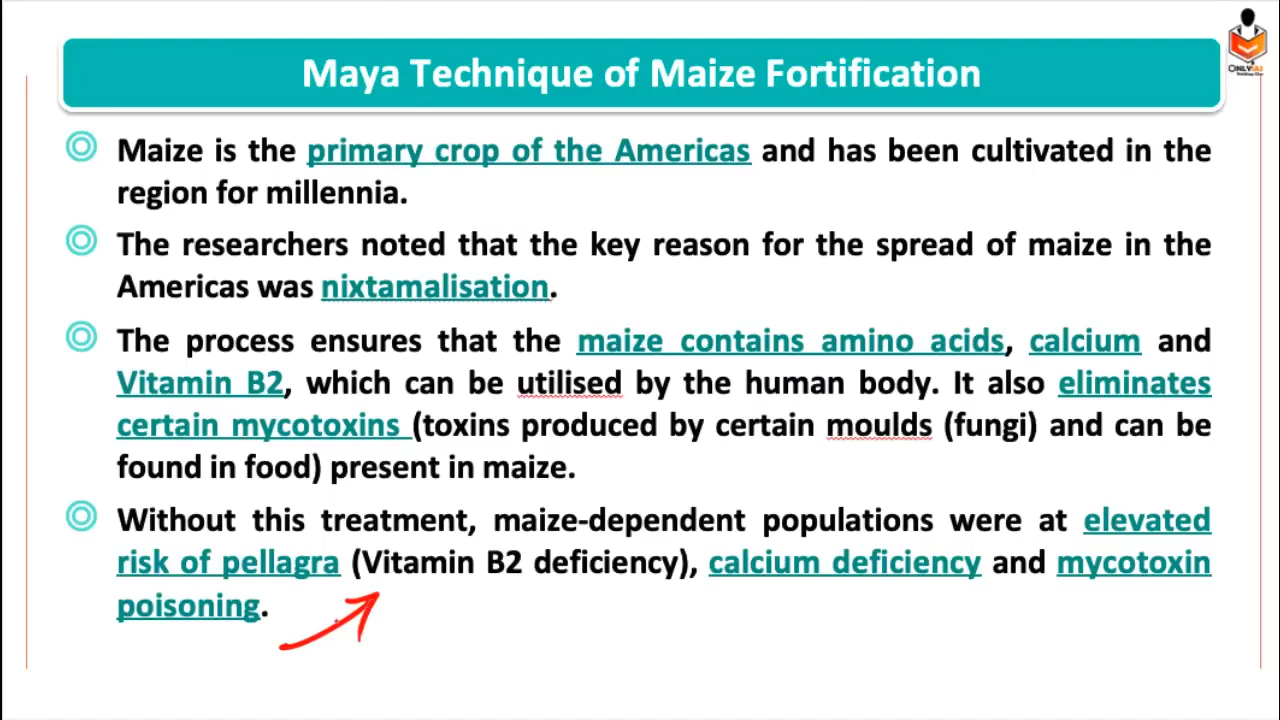 Maya Technique of Maize Fortification
ONLYIAS
Maize is the primary crop of the Americas and has been cultivated in the
region for millennia.
The researchers noted that the key reason for the spread of maize in the
Americas was nixtamalisation.
The process ensures that the maize contains amino acids, calcium and
Vitamin B2, which can be utilised by the human body. It also eliminates
certain mycotoxins (toxins produced by certain moulds (fungi) and can be
found in food) present in maize.
Without this treatment, maize-dependent populations were at elevated
risk of pellagra (Vitamin B2 deficiency), calcium deficiency and mycotoxin
poisoning.